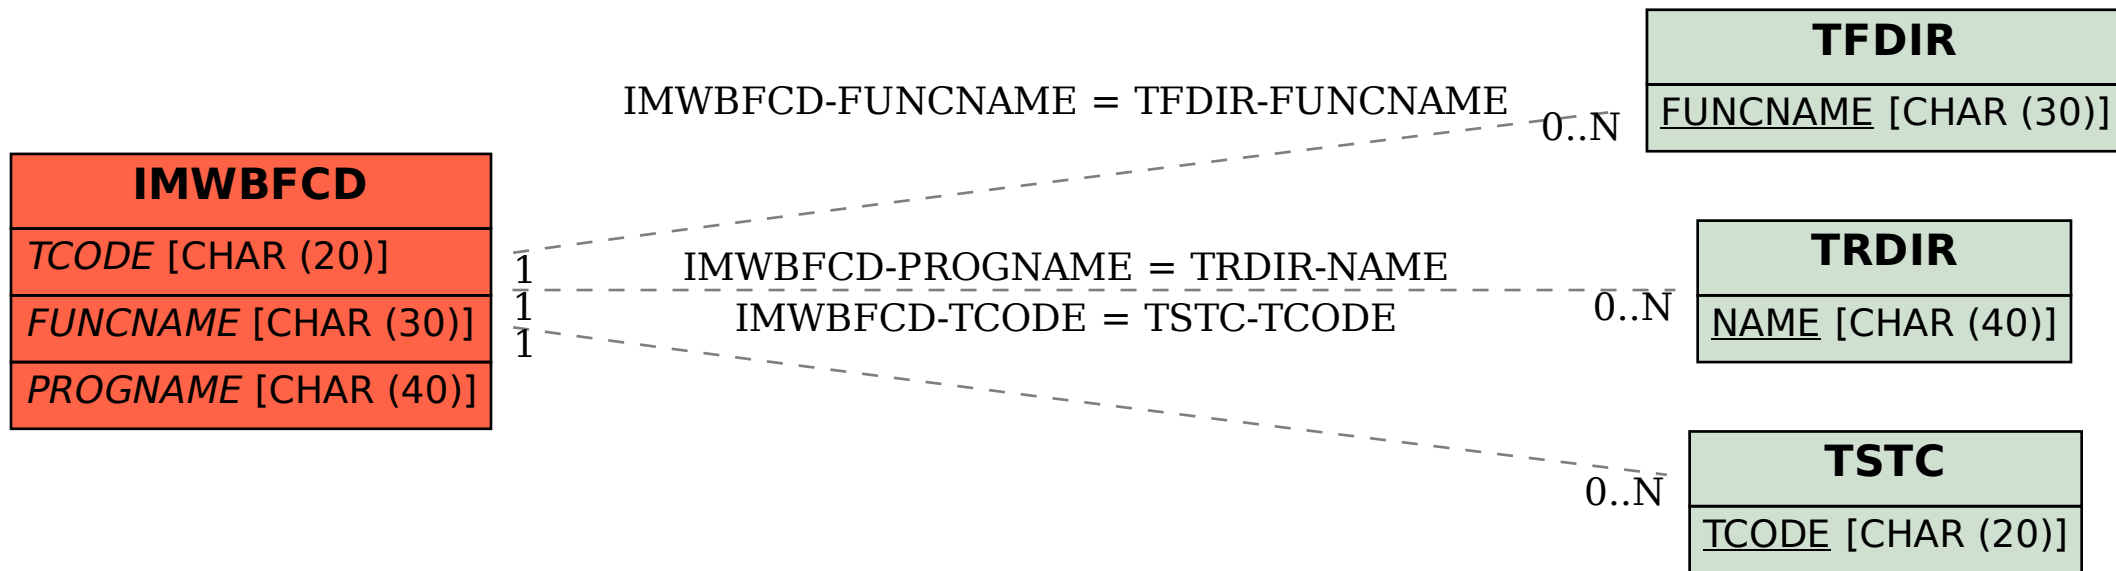 TFDIR
FUNCNAME [CHAR (30)]
IMWBFCD-FUNCNAME = TFDIR-FUNCNAME
0..N
IMWBFCD
TCODE [CHAR (20)]
FUNCNAME [CHAR (30)]
PROGNAME [CHAR (40)]
1
1
1
IMWBFCD-PROGNAME = TRDIR-NAME
0..N
IMWBFCD-TCODE = TSTC-TCODE
0..N
TRDIR
NAME [CHAR (40)]
TSTC
TCODE [CHAR (20)]